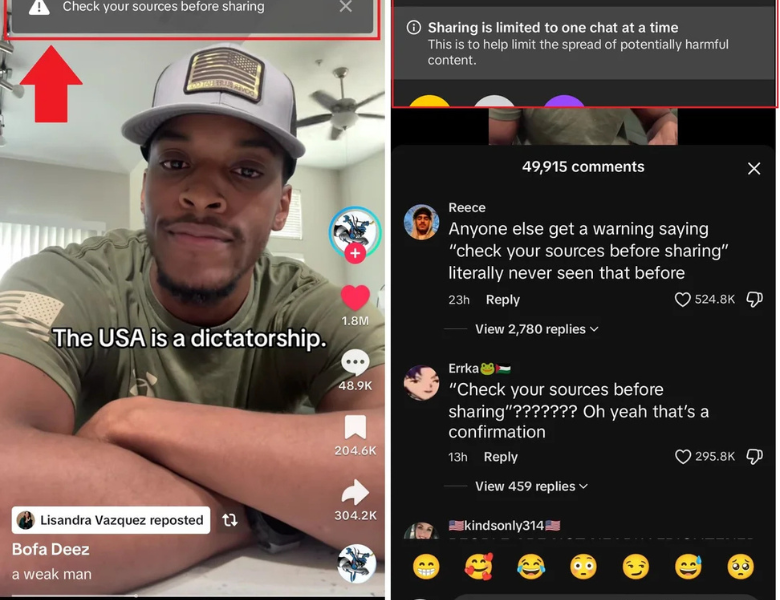 Check your sources before sharing
The USA is a dictatorship.
1.8M
48.9K
204.6K
304.2K
Lisandra Vazquez reposted
Bofa Deez
a weak man
Sharing is limited to one chat at a time
This is to help limit the spread of potentially harmful
content.
49,915 comments
Reece
Anyone else get a warning saying
“check your sources before sharing”
literally never seen that before
23h Reply 524.8K
View 2,780 replies
Errka🐸🇵🇸
“Check your sources before
sharing”??????? Oh yeah that’s a
confirmation
13h Reply 295.8K
View 459 replies
🇺🇸kindsonly314🇺🇸